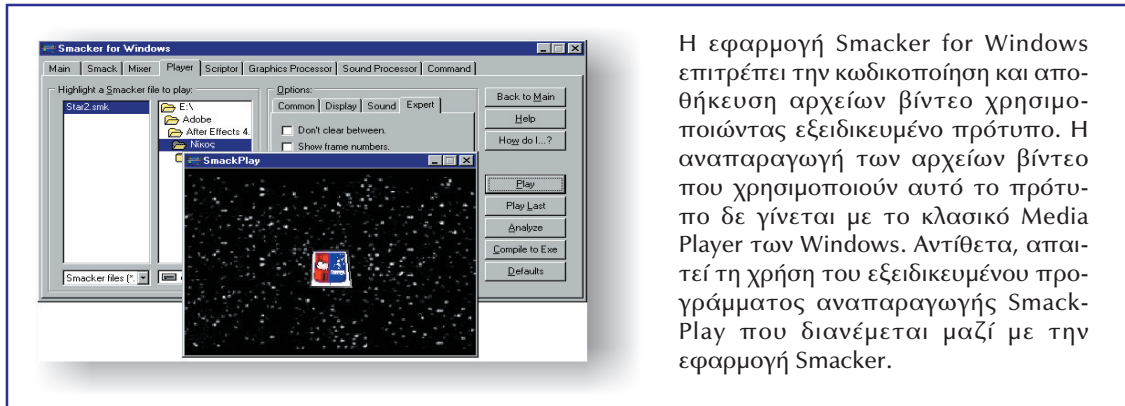 Smacker for Windows
Main Smack Mixer Player Scriptor Graphics Processor Sound Processor Command
Highlight a Smacker file to play:
Star2.smk
E:\
Adobe
After Effects 4.
Νίκος
Smacker files (*.
Options:
Common Display Sound Expert
Don't clear between.
Show frame numbers.
Back to Main
Help
How do I...?
Play
Play Last
Analyze
Compile to Exe
Defaults
SmackPlay
Η εφαρμογή Smacker for Windows
επιτρέπει την κωδικοποίηση και απο-
θήκευση αρχείων βίντεο χρησιμο-
ποιώντας εξειδικευμένο πρότυπο. Η
αναπαραγωγή των αρχείων βίντεο
που χρησιμοποιούν αυτό το πρότυ-
πο δε γίνεται με το κλασικό Media
Player των Windows. Αντίθετα, απαι-
τεί τη χρήση του εξειδικευμένου προ-
γράμματος αναπαραγωγής Smack-
Play που διανέμεται μαζί με την
εφαρμογή Smacker.